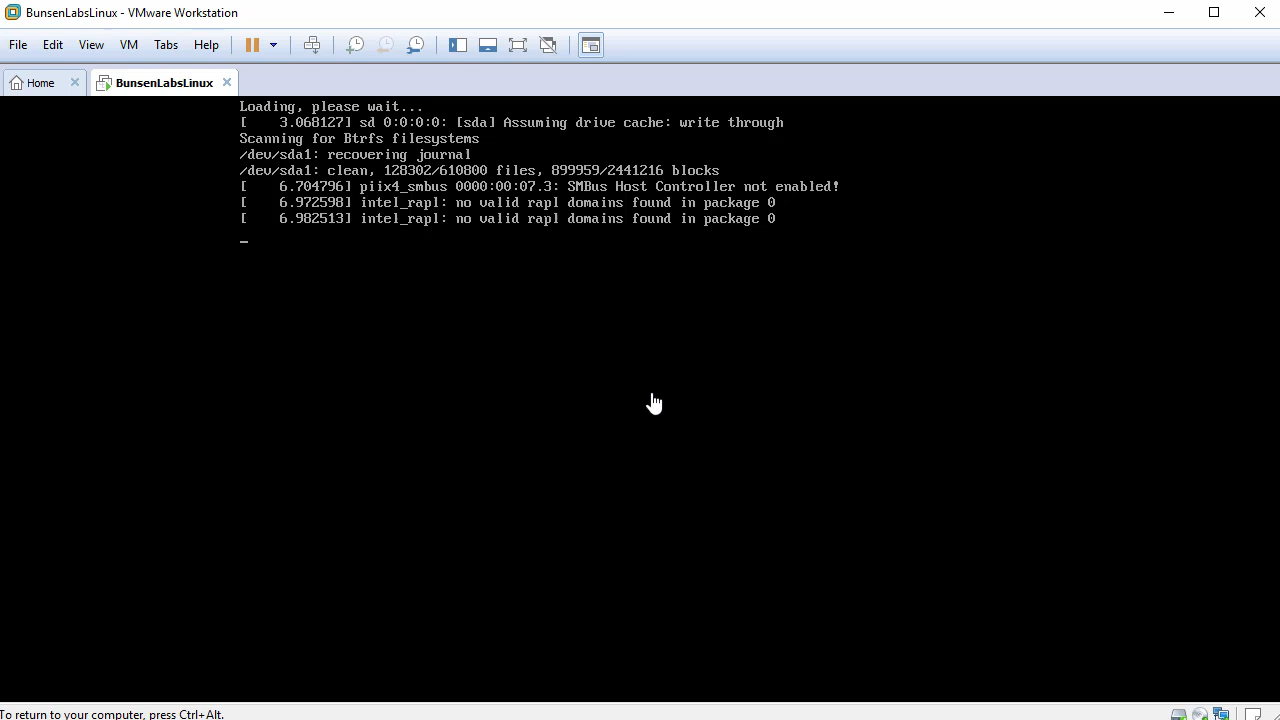 BunsenLabsLinux - VMware Workstation
File Edit View VM Tabs Help
Home BunsenLabsLinux
Loading, please wait...
[    3.068127] sd 0:0:0:0: [sda] Assuming drive cache: write through
Scanning for Btrfs filesystems
/dev/sda1: recovering journal
/dev/sda1: clean, 128302/610800 files, 899959/2441216 blocks
[    6.704796] piix4_smbus 0000:00:07.3: SMBus Host Controller not enabled!
[    6.972598] intel_rapl: no valid rapl domains found in package 0
[    6.982513] intel_rapl: no valid rapl domains found in package 0
To return to your computer, press Ctrl+Alt.